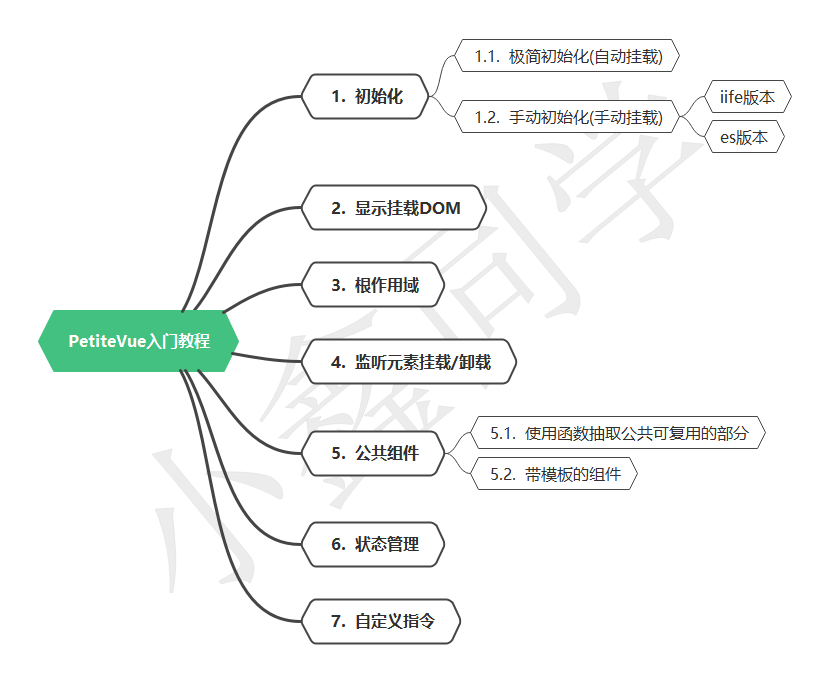 PetiteVue入门教程
1. 初始化
1.1. 极简初始化(自动挂载)
1.2. 手动初始化(手动挂载)
iife版本
es版本
2. 显示挂载DOM
3. 根作用域
4. 监听元素挂载/卸载
5. 公共组件
5.1. 使用函数抽取公共可复用的部分
5.2. 带模板的组件
6. 状态管理
7. 自定义指令
小鑫同学